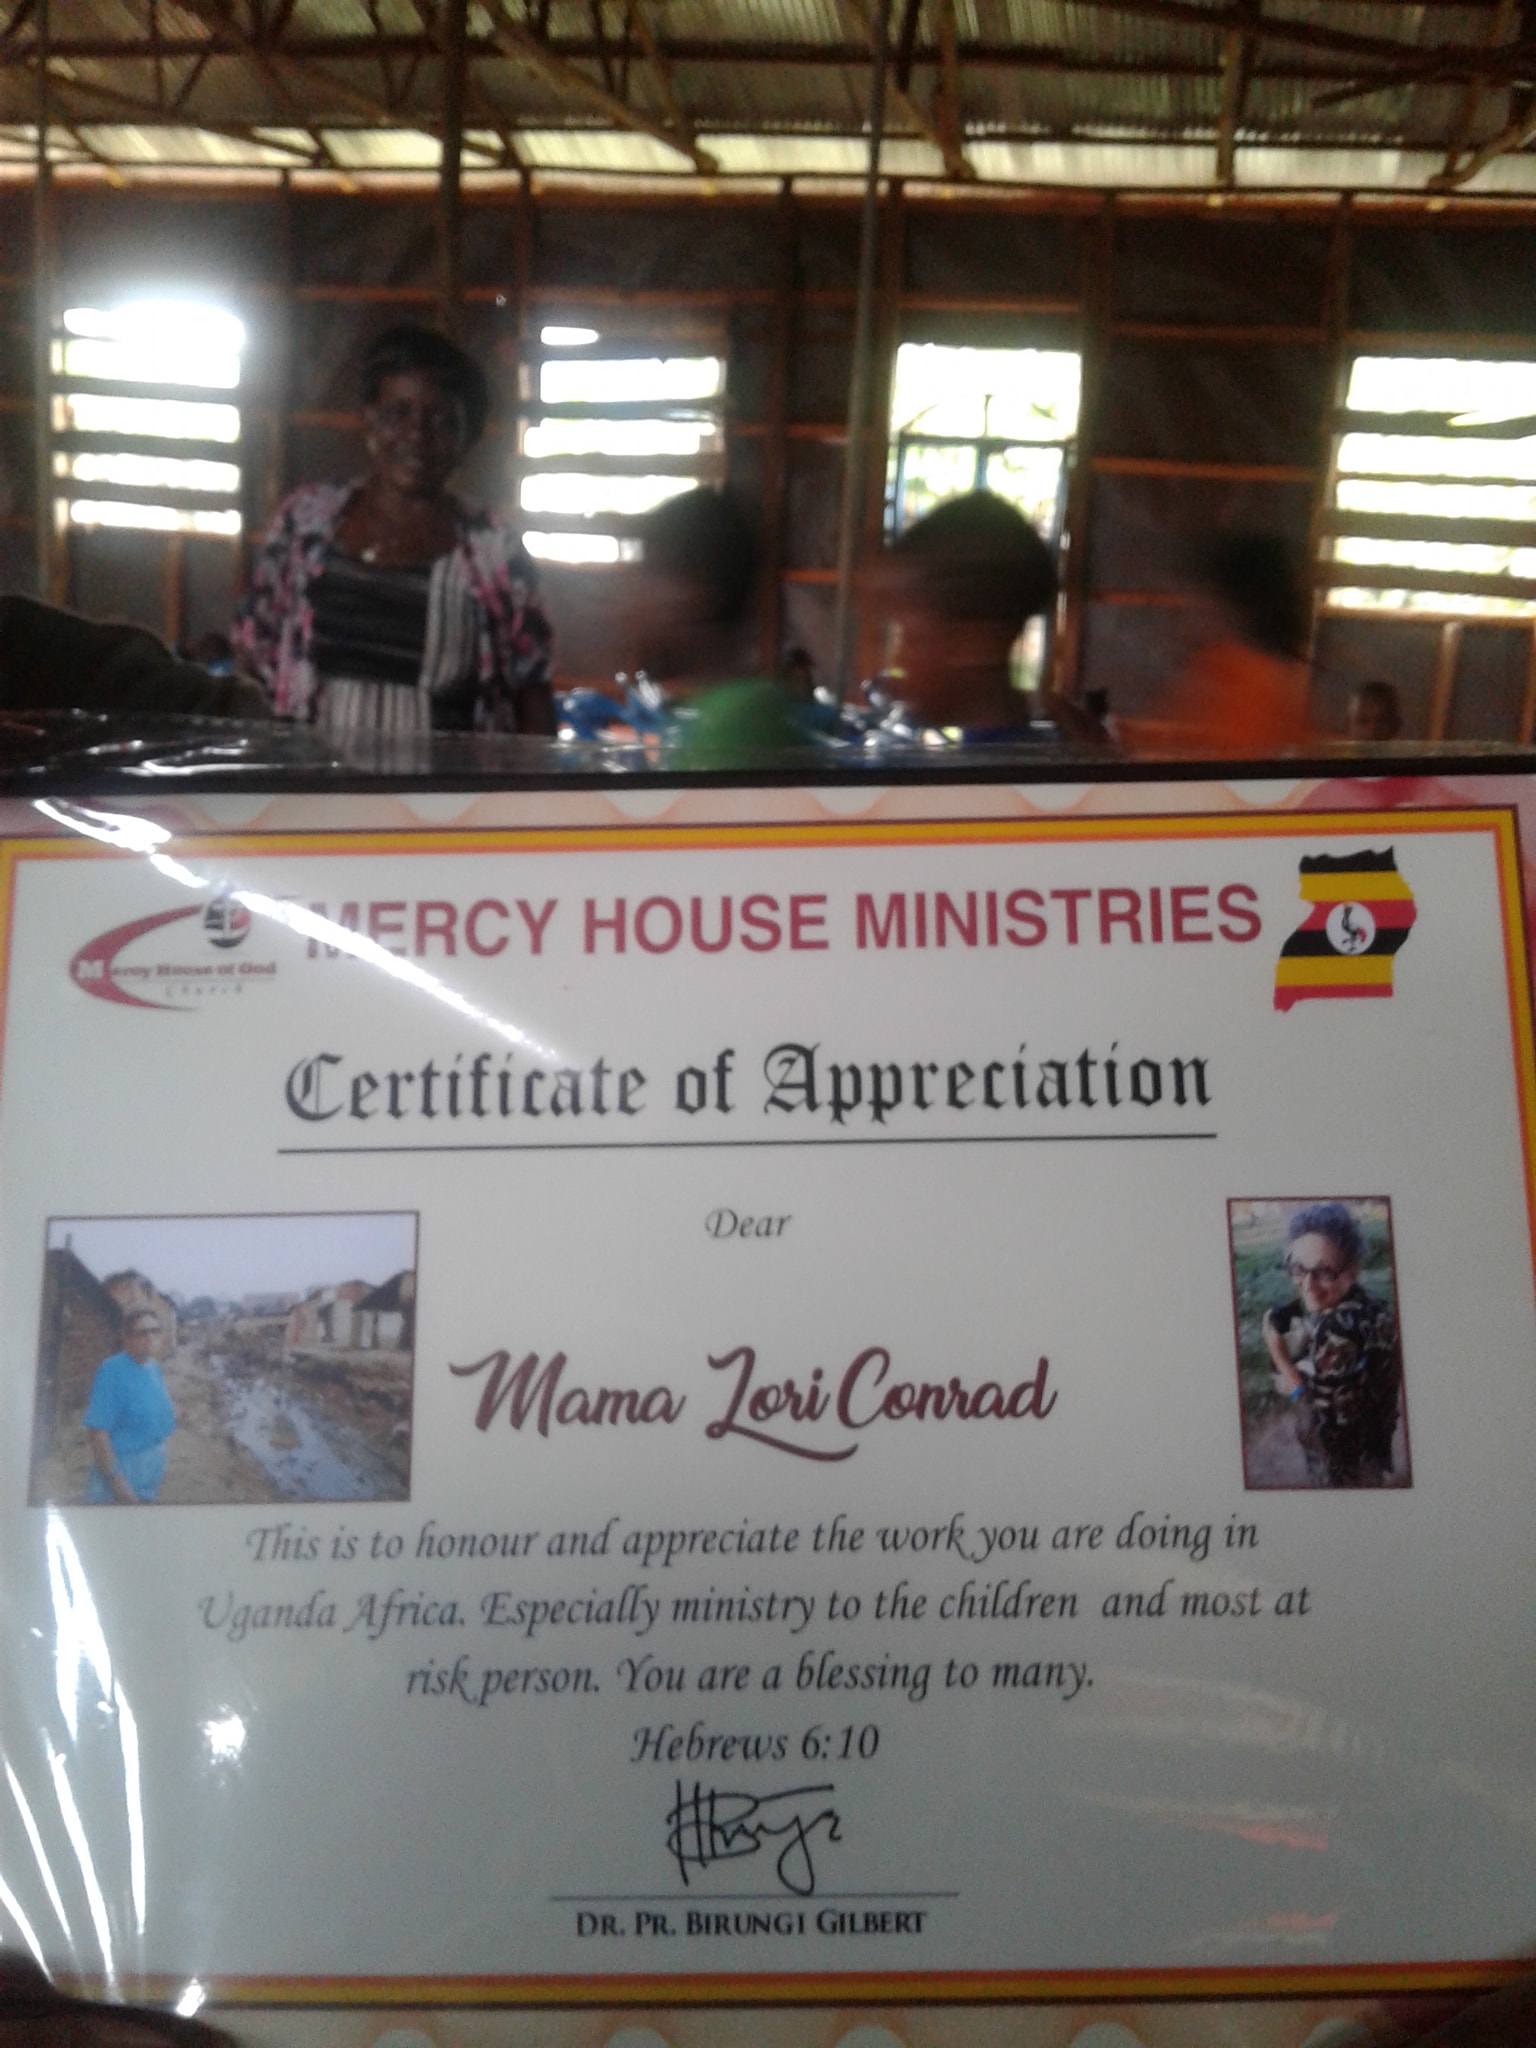 Mercy House of God
Church
MERCY HOUSE MINISTRIES
Certificate of Appreciation
Dear
Mama Lori Conrad
This is to honour and appreciate the work you are doing in
Uganda Africa. Especially ministry to the children and most at
risk person. You are a blessing to many.
Hebrews 6:10
DR. PR. BIRUNGI GILBERT